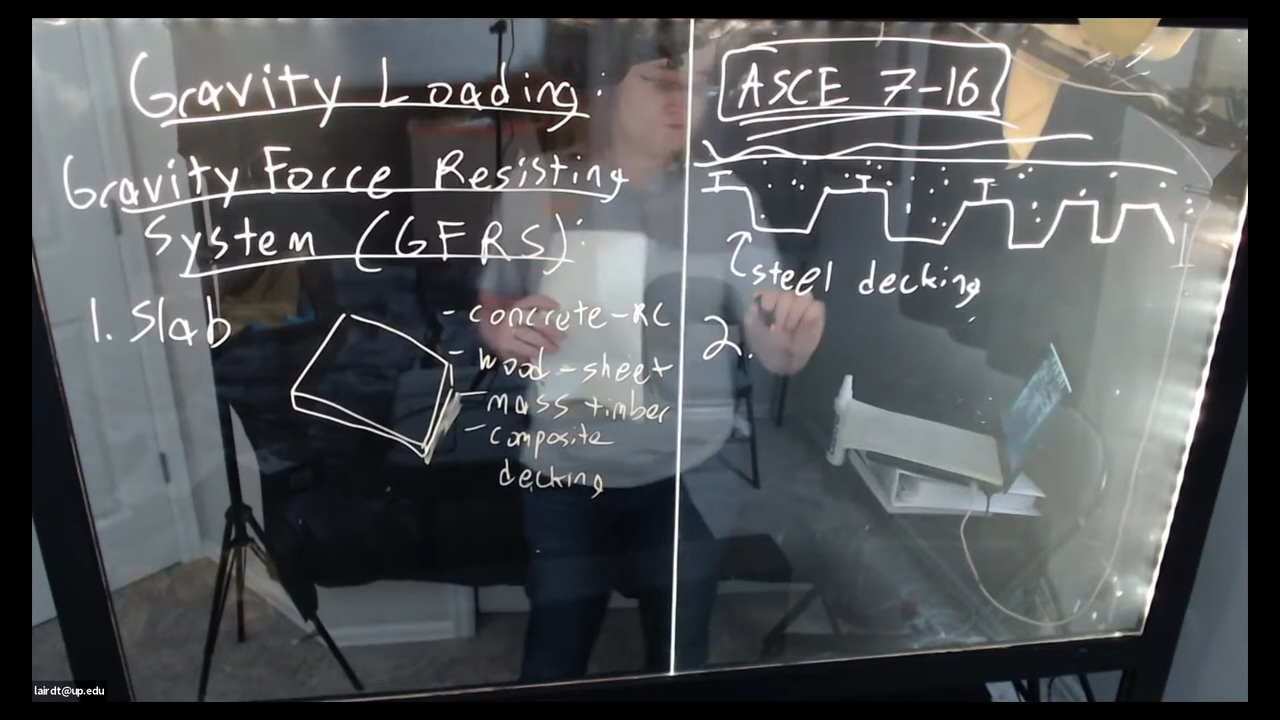 Gravity Loading:
Gravity Force Resisting
System (GFRS):
1. Slab
- concrete-RC
- wood - sheet
- mass timber
- composite
decking
ASCE 7-16
steel decking
2.
lairdt@up.edu